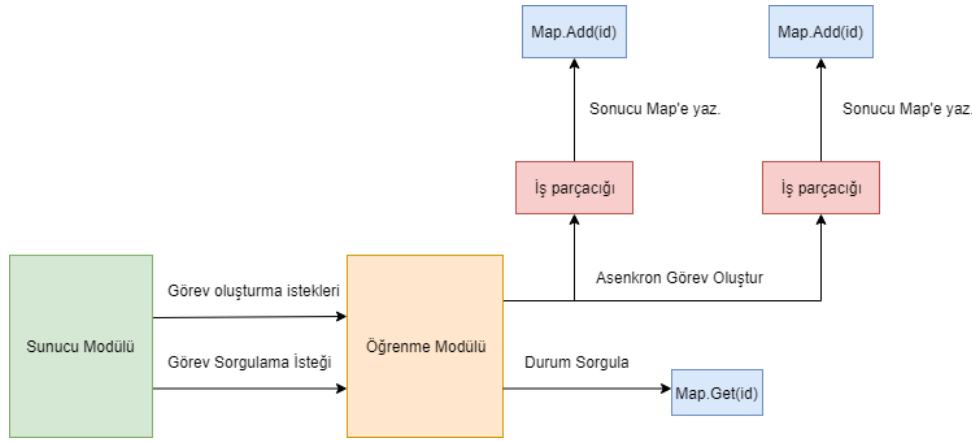 Map.Add(id)
Map.Add(id)
Sonucu Map'e yaz.
Sonucu Map'e yaz.
İş parçacığı
İş parçacığı
Asenkron Görev Oluştur
Görev oluşturma istekleri
Sunucu Modülü
Öğrenme Modülü
Görev Sorgulama İsteği
Durum Sorgula
Map.Get(id)